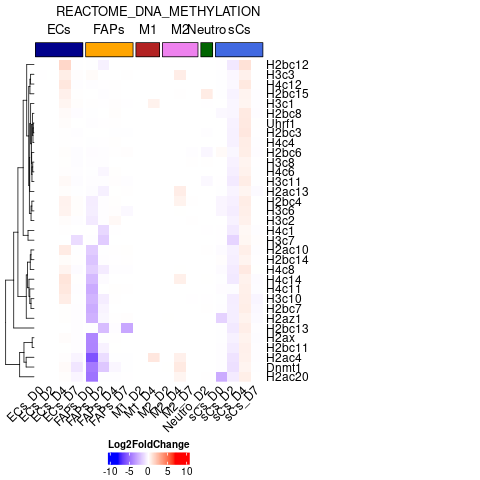 REACTOME_DNA_METHYLATION
ECs FAPs M1 M2 Neutro sCs
H2bc12
H3c3
H4c12
H2bc15
H3c1
H2bc8
Uhrf1
H2bc3
H4c4
H2bc6
H3c8
H4c6
H3c11
H2ac13
H2bc4
H3c6
H3c2
H4c1
H3c7
H2ac10
H2bc14
H4c8
H4c14
H4c11
H3c10
H2bc7
H2az1
H2bc13
H2ax
H2bc11
H2ac4
Dnmt1
H2ac20
ECs_D0 ECs_D2 ECs_D4 ECs_D7 FAPs_D0 FAPs_D2 FAPs_D4 FAPs_D7 M1_D2 M1_D4 M2_D2 M2_D4 M2_D7 Neutro_D2 sCs_D0 sCs_D2 sCs_D4 sCs_D7
Log2FoldChange
-10 -5 0 5 10